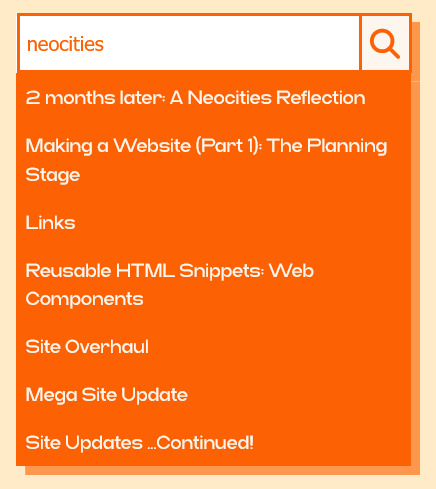 neocities
2 months later: A Neocities Reflection
Making a Website (Part 1): The Planning
Stage
Links
Reusable HTML Snippets: Web
Components
Site Overhaul
Mega Site Update
Site Updates ...Continued!